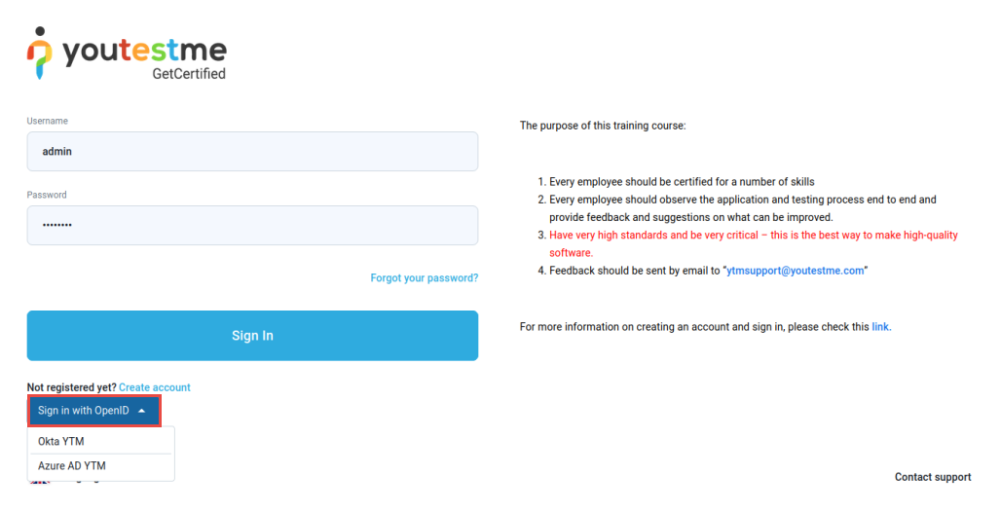 youtestme
GetCertified
Username
admin
Password
••••••••
Forgot your password?
Sign In
Not registered yet? Create account
Sign in with OpenID
Okta YTM
Azure AD YTM
The purpose of this training course:
1. Every employee should be certified for a number of skills
2. Every employee should observe the application and testing process end to end and
provide feedback and suggestions on what can be improved.
3. Have very high standards and be very critical – this is the best way to make high-quality
software.
4. Feedback should be sent by email to “ytmsupport@youtestme.com”
For more information on creating an account and sign in, please check this link.
Contact support